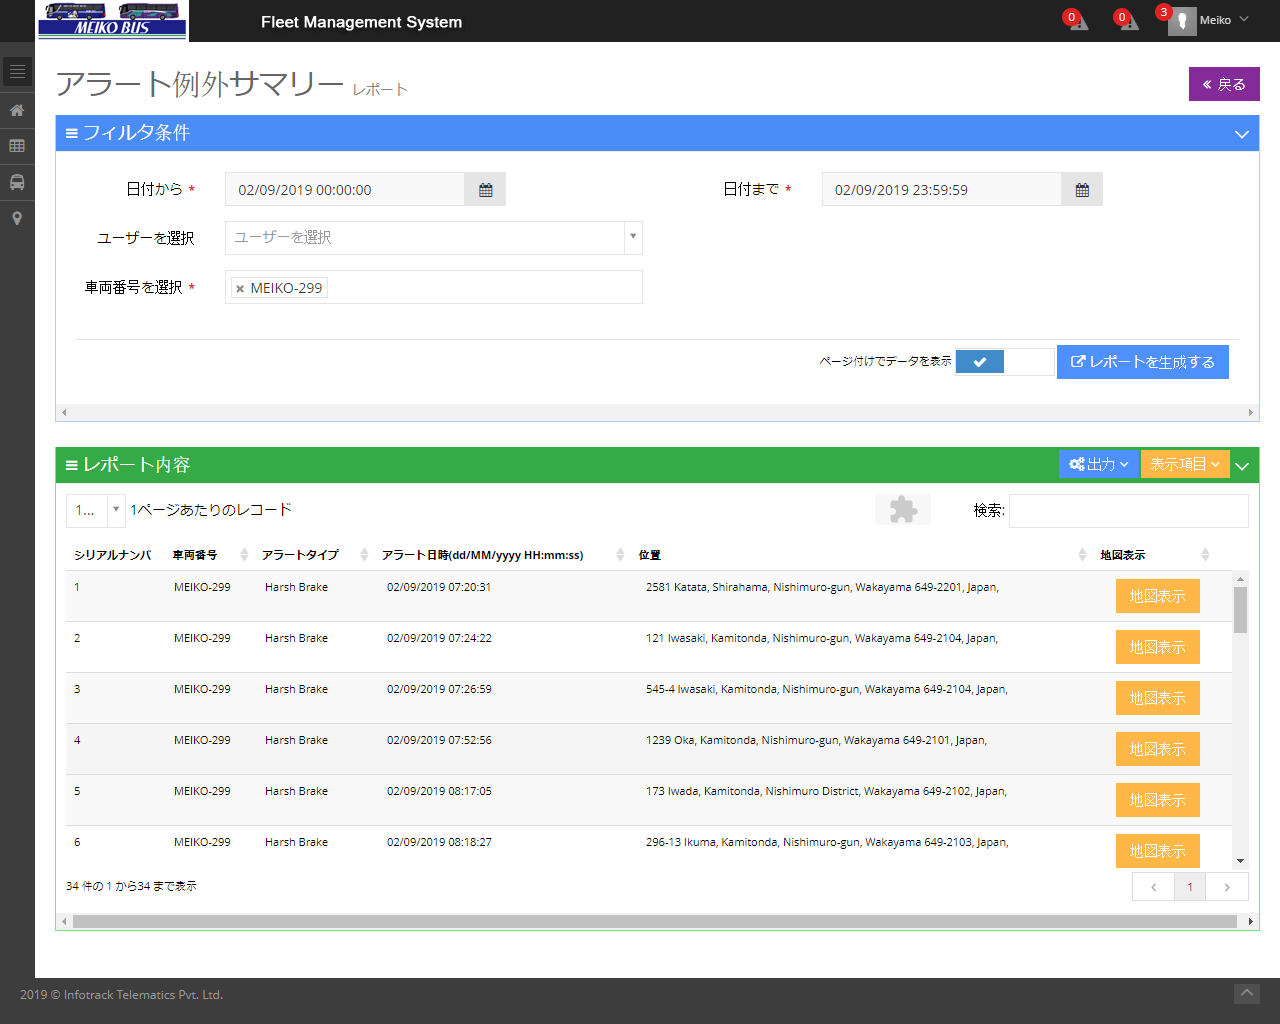 MEIKO BUS
Fleet Management System
0
0
3
Meiko
アラート例外サマリー レポート
戻る
フィルタ条件
日付から *
02/09/2019 00:00:00
日付まで *
02/09/2019 23:59:59
ユーザーを選択
ユーザーを選択
車両番号を選択 *
× MEIKO-299
ページ付けでデータを表示
レポートを生成する
レポート内容
出力
表示項目
1...
1ページあたりのレコード
検索:
シリアルナンバ 車両番号 アラートタイプ アラート日時(dd/MM/yyyy HH:mm:ss) 位置 地図表示
1 MEIKO-299 Harsh Brake 02/09/2019 07:20:31 2581 Katata, Shirahama, Nishimuro-gun, Wakayama 649-2201, Japan, 地図表示
2 MEIKO-299 Harsh Brake 02/09/2019 07:24:22 121 Iwasaki, Kamitonda, Nishimuro-gun, Wakayama 649-2104, Japan, 地図表示
3 MEIKO-299 Harsh Brake 02/09/2019 07:26:59 545-4 Iwasaki, Kamitonda, Nishimuro-gun, Wakayama 649-2104, Japan, 地図表示
4 MEIKO-299 Harsh Brake 02/09/2019 07:52:56 1239 Oka, Kamitonda, Nishimuro-gun, Wakayama 649-2101, Japan, 地図表示
5 MEIKO-299 Harsh Brake 02/09/2019 08:17:05 173 Iwada, Kamitonda, Nishimuro District, Wakayama 649-2102, Japan, 地図表示
6 MEIKO-299 Harsh Brake 02/09/2019 08:18:27 296-13 Ikuma, Kamitonda, Nishimuro-gun, Wakayama 649-2103, Japan, 地図表示
34 件の 1 から34 まで表示
1
2019 © Infotrack Telematics Pvt. Ltd.